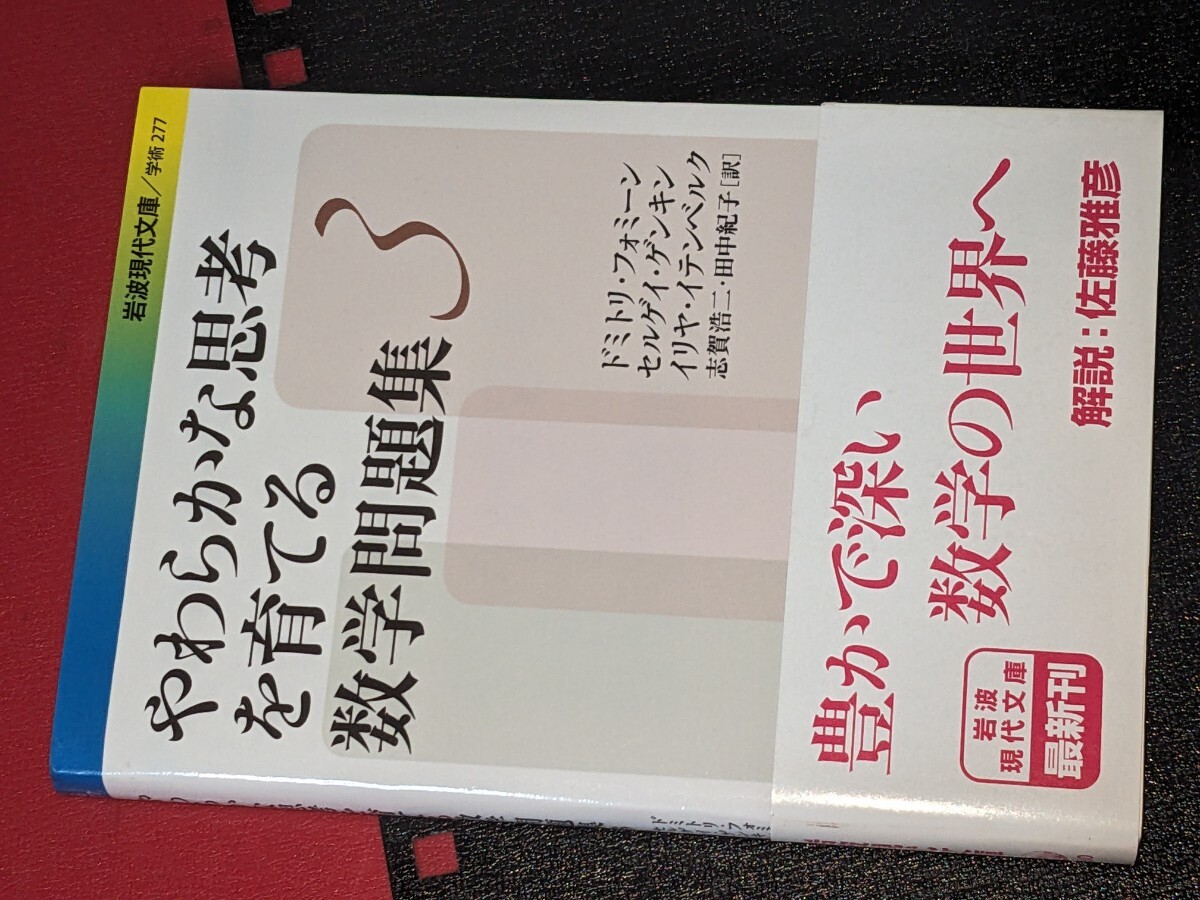 岩波現代文庫/学術 277
やわらかな思考
を育てる
数学問題集
3
ドミトリ・フォミーン
セルゲイ・ゲンキン
イリヤ・イテンベルク
志賀浩二・田中紀子[訳]
豊かで深い
数学の世界へ
解説:佐藤雅彦
岩波
現代文庫
最新刊